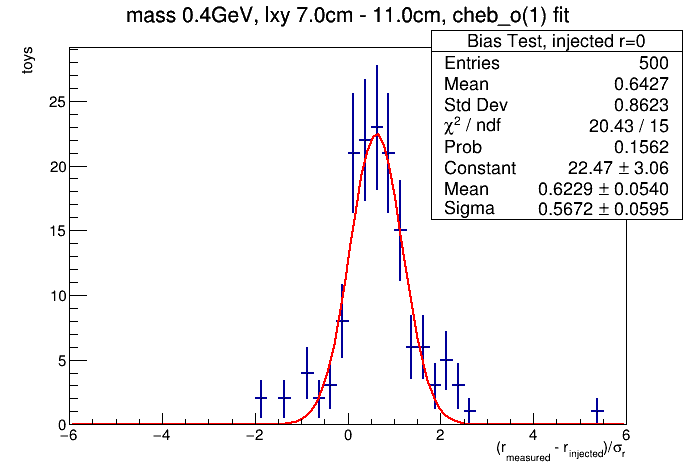 mass 0.4GeV, lxy 7.0cm - 11.0cm, cheb_o(1) fit
Bias Test, injected r=0
Entries 500
Mean 0.6427
Std Dev 0.8623
χ² / ndf 20.43 / 15
Prob 0.1562
Constant 22.47 ± 3.06
Mean 0.6229 ± 0.0540
Sigma 0.5672 ± 0.0595
toys
25
20
15
10
5
0
−6 −4 −2 0 2 4 6
(r_measured - r_injected)/σ_r